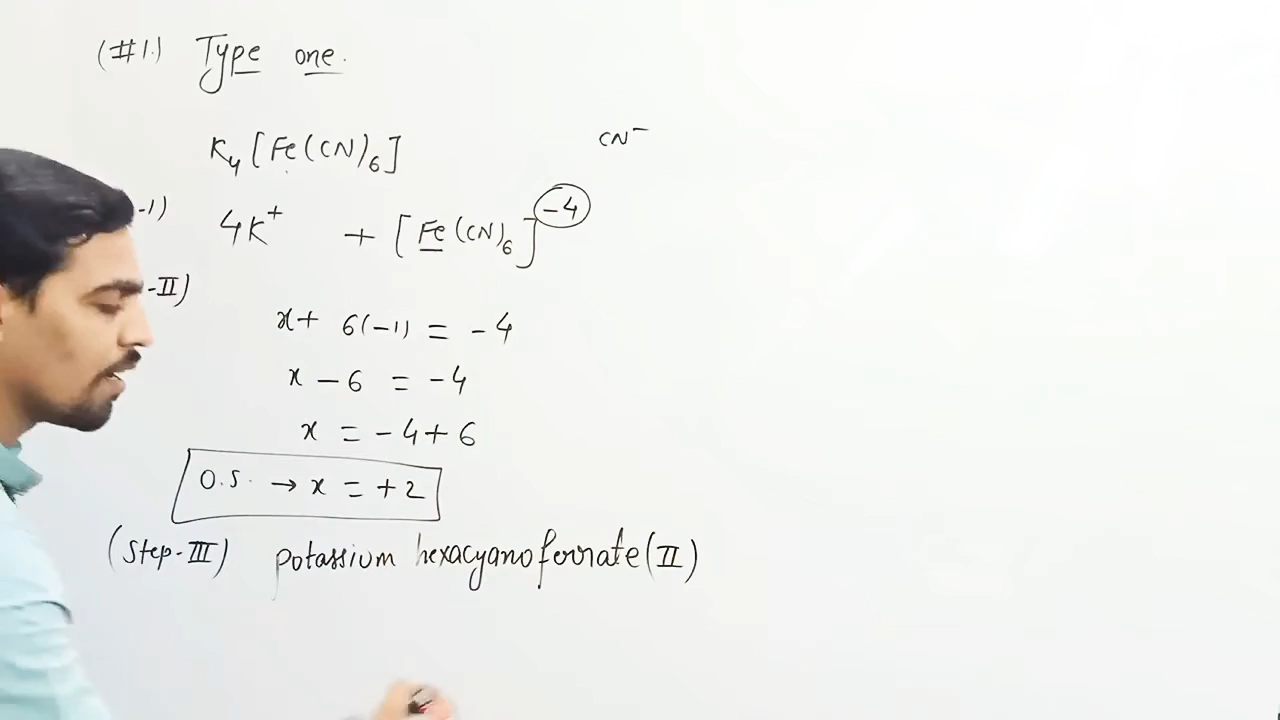 (#1.) Type one.
K₄[Fe(CN)₆]
CN⁻
-I) 4K⁺ + [Fe(CN)₆]⁻⁴
-II)
x + 6(-1) = -4
x - 6 = -4
x = -4 + 6
O.S. → x = +2
(Step-III) potassium hexacyanoferrate(II)